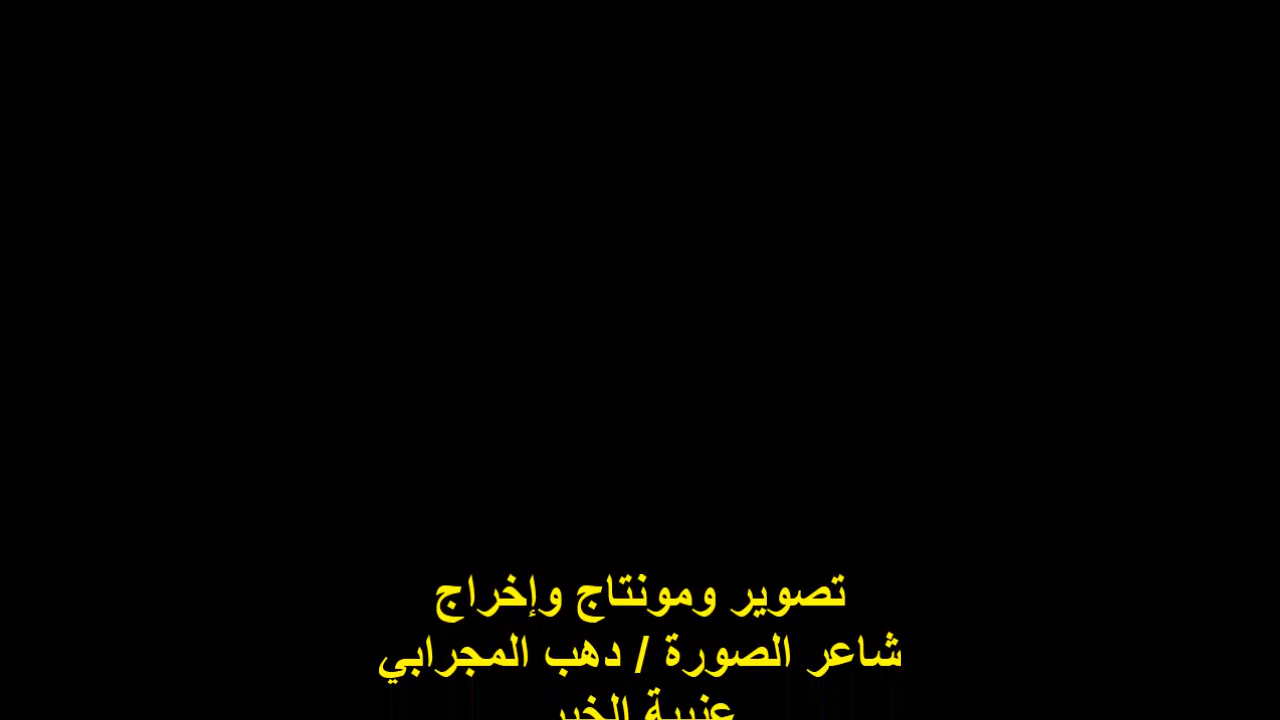 تصوير ومونتاج وإخراج
شاعر الصورة / دهب المجرابي